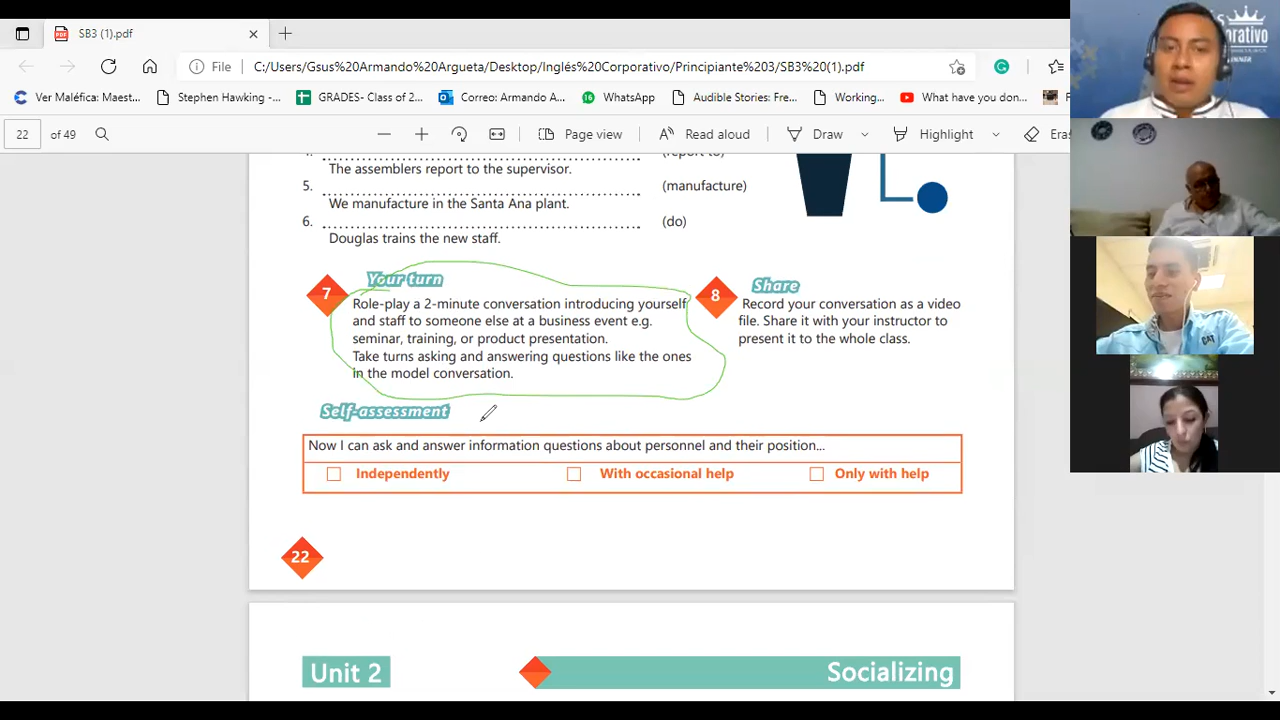 SB3 (1).pdf
File
C:/Users/Gsus%20Armando%20Argueta/Desktop/Inglés%20Corporativo/Principiante%203/SB3%20(1).pdf
Ver Maléfica: Maest...
Stephen Hawking -...
GRADES- Class of 2...
Correo: Armando A...
WhatsApp
Audible Stories: Fre...
Working...
What have you don...
22 of 49
Page view
Read aloud
Draw
Highlight
The assemblers report to the supervisor.
5. (manufacture)
We manufacture in the Santa Ana plant.
6. (do)
Douglas trains the new staff.
7
Your turn
Role-play a 2-minute conversation introducing yourself
and staff to someone else at a business event e.g.
seminar, training, or product presentation.
Take turns asking and answering questions like the ones
in the model conversation.
8
Share
Record your conversation as a video
file. Share it with your instructor to
present it to the whole class.
Self-assessment
Now I can ask and answer information questions about personnel and their position...
Independently
With occasional help
Only with help
22
Unit 2
Socializing
CAT